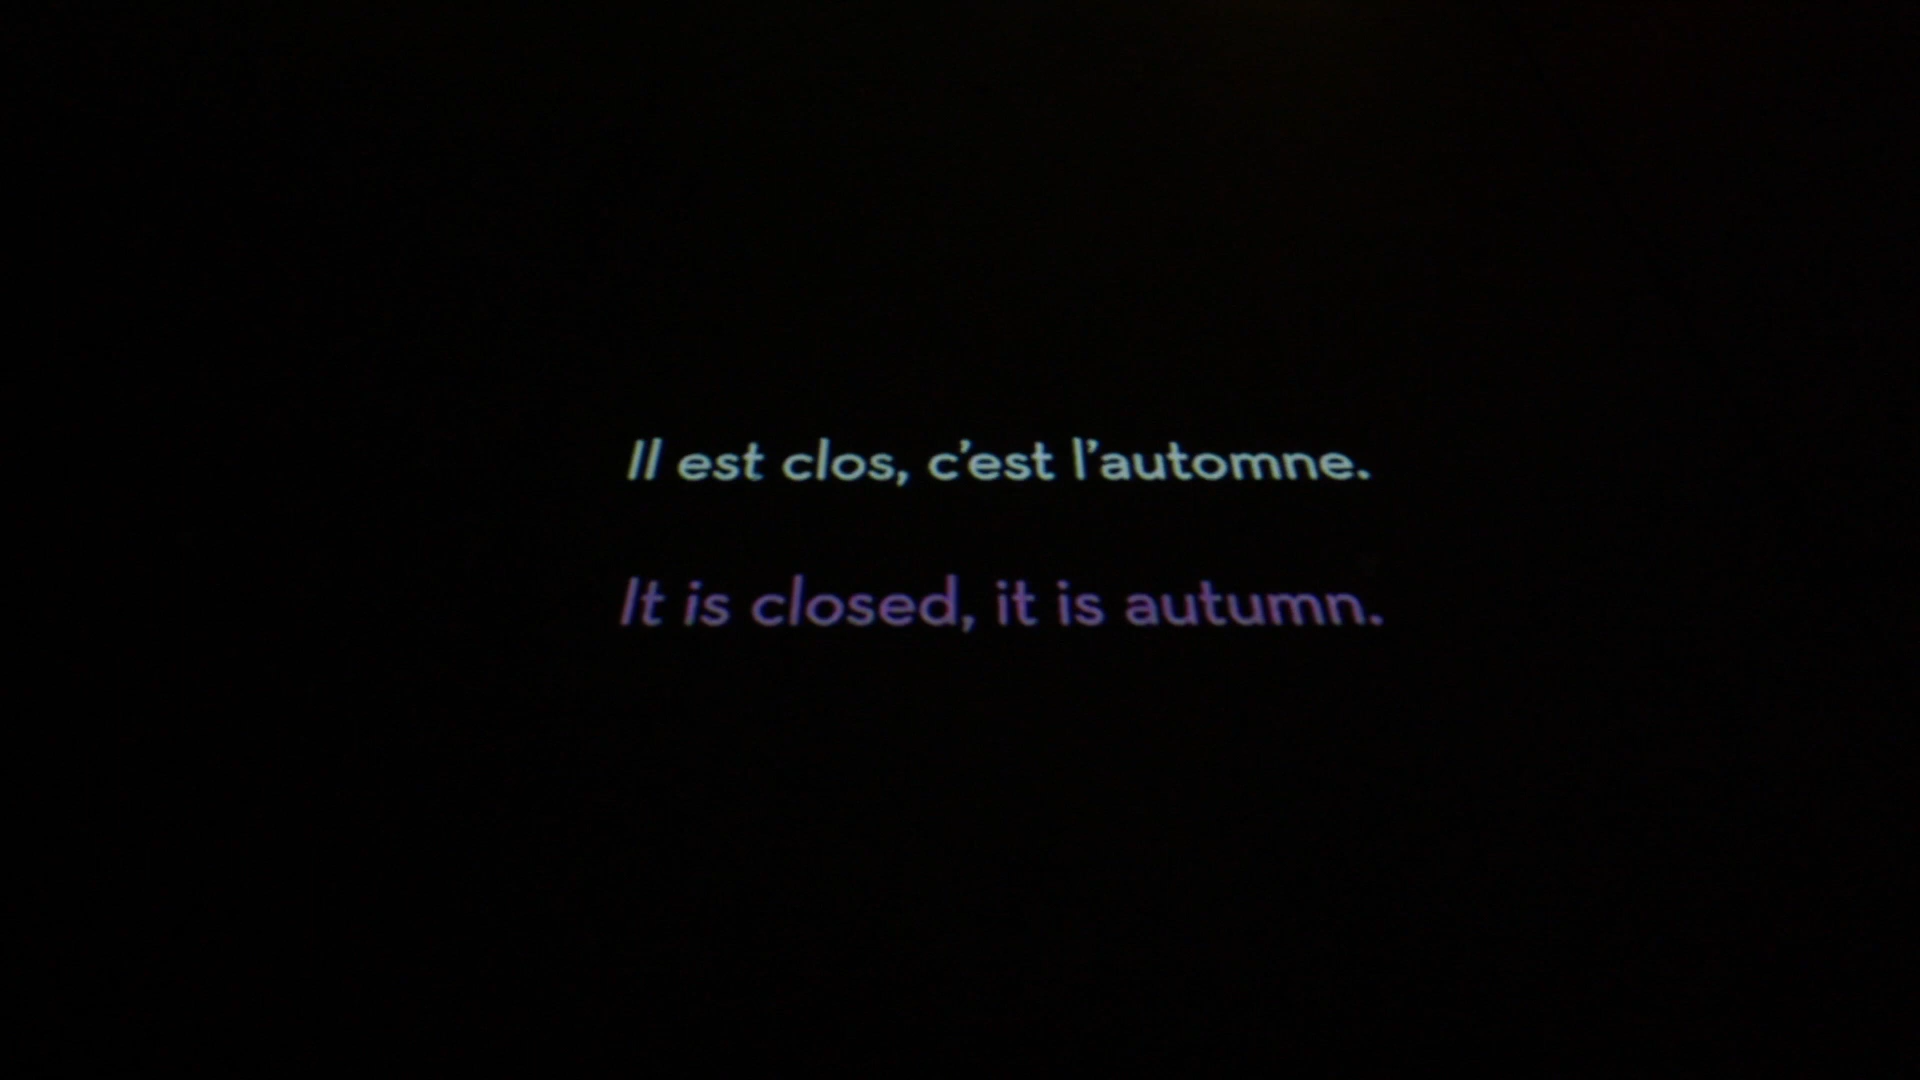 Il est clos, c’est l’automne.
It is closed, it is autumn.